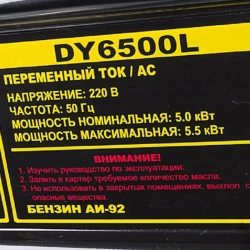 DY6500L
ПЕРЕМЕННЫЙ ТОК / AC
НАПРЯЖЕНИЕ: 220 В
ЧАСТОТА: 50 Гц
МОЩНОСТЬ НОМИНАЛЬНАЯ: 5.0 кВт
МОЩНОСТЬ МАКСИМАЛЬНАЯ: 5.5 кВт
ВНИМАНИЕ!
1. Изучить руководство по эксплуатации.
2. Залить в картер требуемое количество масла.
3. Не использовать в закрытых помещениях, выхлоп с
опасные вещества.
БЕНЗИН АИ-92